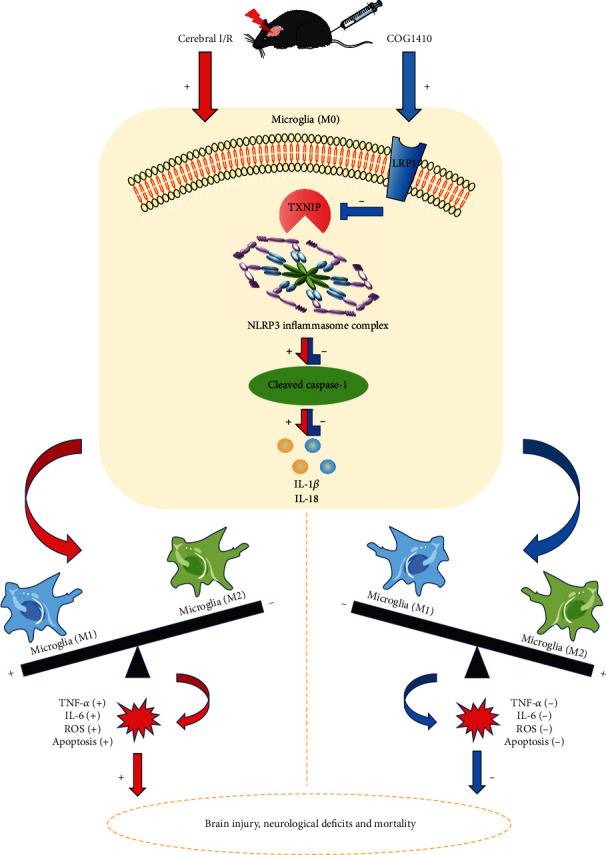 Cerebral I/R
COG1410
+
+
Microglia (M0)
LRP1
TXNIP
–
NLRP3 inflammasome complex
+
–
Cleaved caspase-1
+
–
IL-1β
IL-18
Microglia (M1)
Microglia (M2)
–
+
–
Microglia (M1)
Microglia (M2)
+
TNF-α (+)
IL-6 (+)
ROS (+)
Apoptosis (+)
TNF-α (–)
IL-6 (–)
ROS (–)
Apoptosis (–)
+
–
Brain injury, neurological deficits and mortality